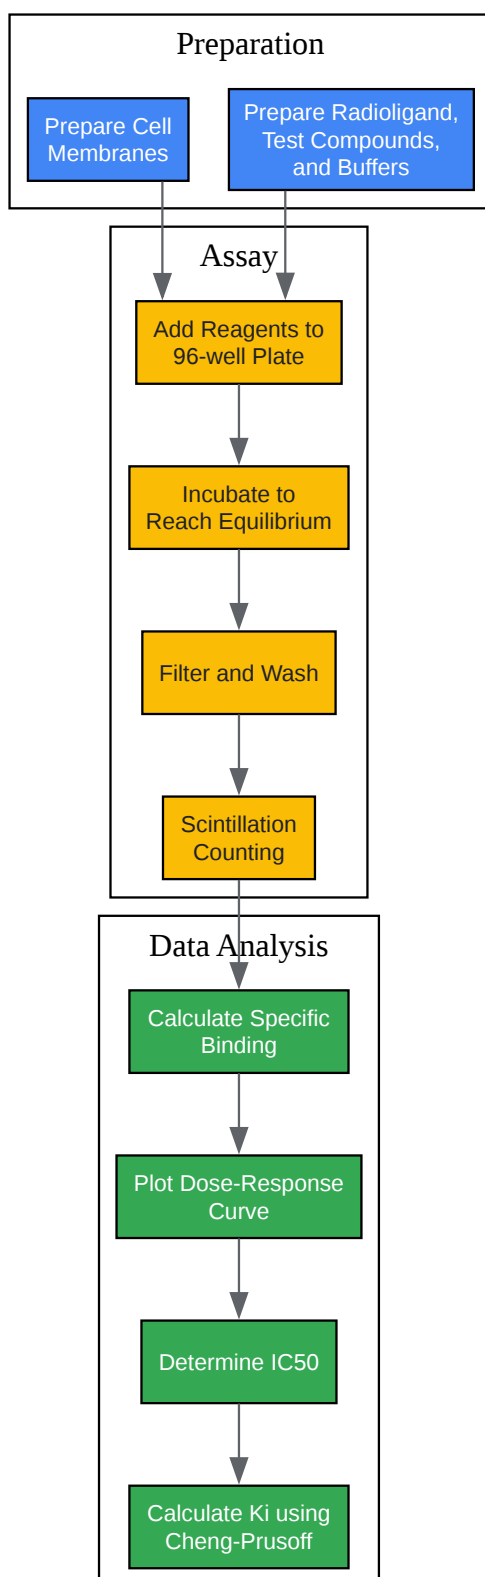 Preparation
Prepare Cell
Membranes
Prepare Radioligand,
Test Compounds,
and Buffers
Assay
Add Reagents to
96-well Plate
Incubate to
Reach Equilibrium
Filter and Wash
Scintillation
Counting
Data Analysis
Calculate Specific
Binding
Plot Dose-Response
Curve
Determine IC50
Calculate Ki using
Cheng-Prusoff